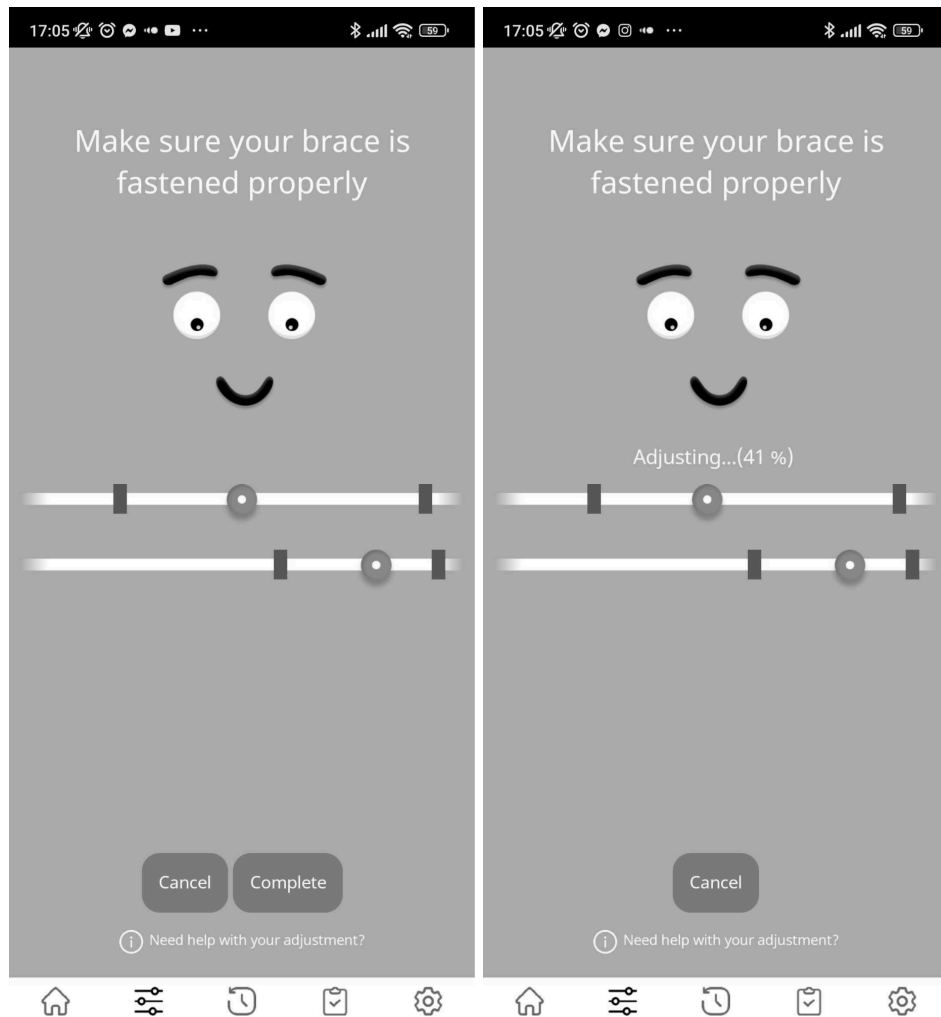 17:05
59
Make sure your brace is
fastened properly
Cancel
Complete
Need help with your adjustment?
17:05
59
Make sure your brace is
fastened properly
Adjusting...(41 %)
Cancel
Need help with your adjustment?